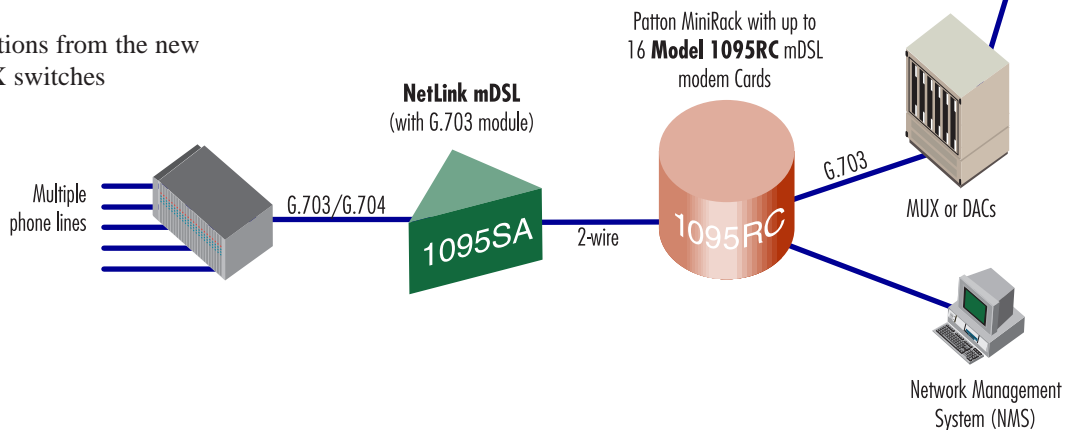 tions from the new
X switches
Multiple
phone lines
G.703/G.704
NetLink mDSL
(with G.703 module)
1095SA
2-wire
Patton MiniRack with up to
16 Model 1095RC mDSL
modem Cards
1095RC
G.703
MUX or DACs
Network Management
System (NMS)